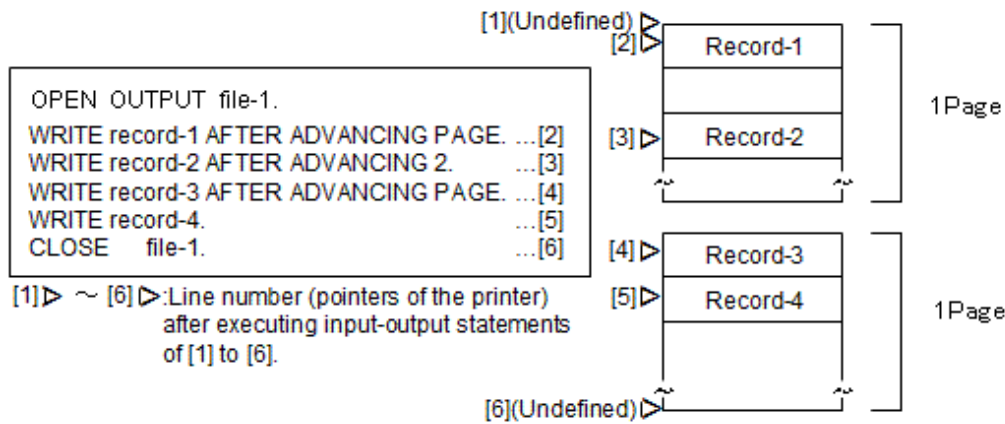 OPEN OUTPUT file-1.
WRITE record-1 AFTER ADVANCING PAGE. ...[2]
WRITE record-2 AFTER ADVANCING 2. ...[3]
WRITE record-3 AFTER ADVANCING PAGE. ...[4]
WRITE record-4. ...[5]
CLOSE file-1. ...[6]
[1]▷ ~ [6]▷:Line number (pointers of the printer)
after executing input-output statements
of [1] to [6].
[1](Undefined)▷
[2]▷ Record-1
1Page
[3]▷ Record-2
[4]▷ Record-3
[5]▷ Record-4
1Page
[6](Undefined)▷